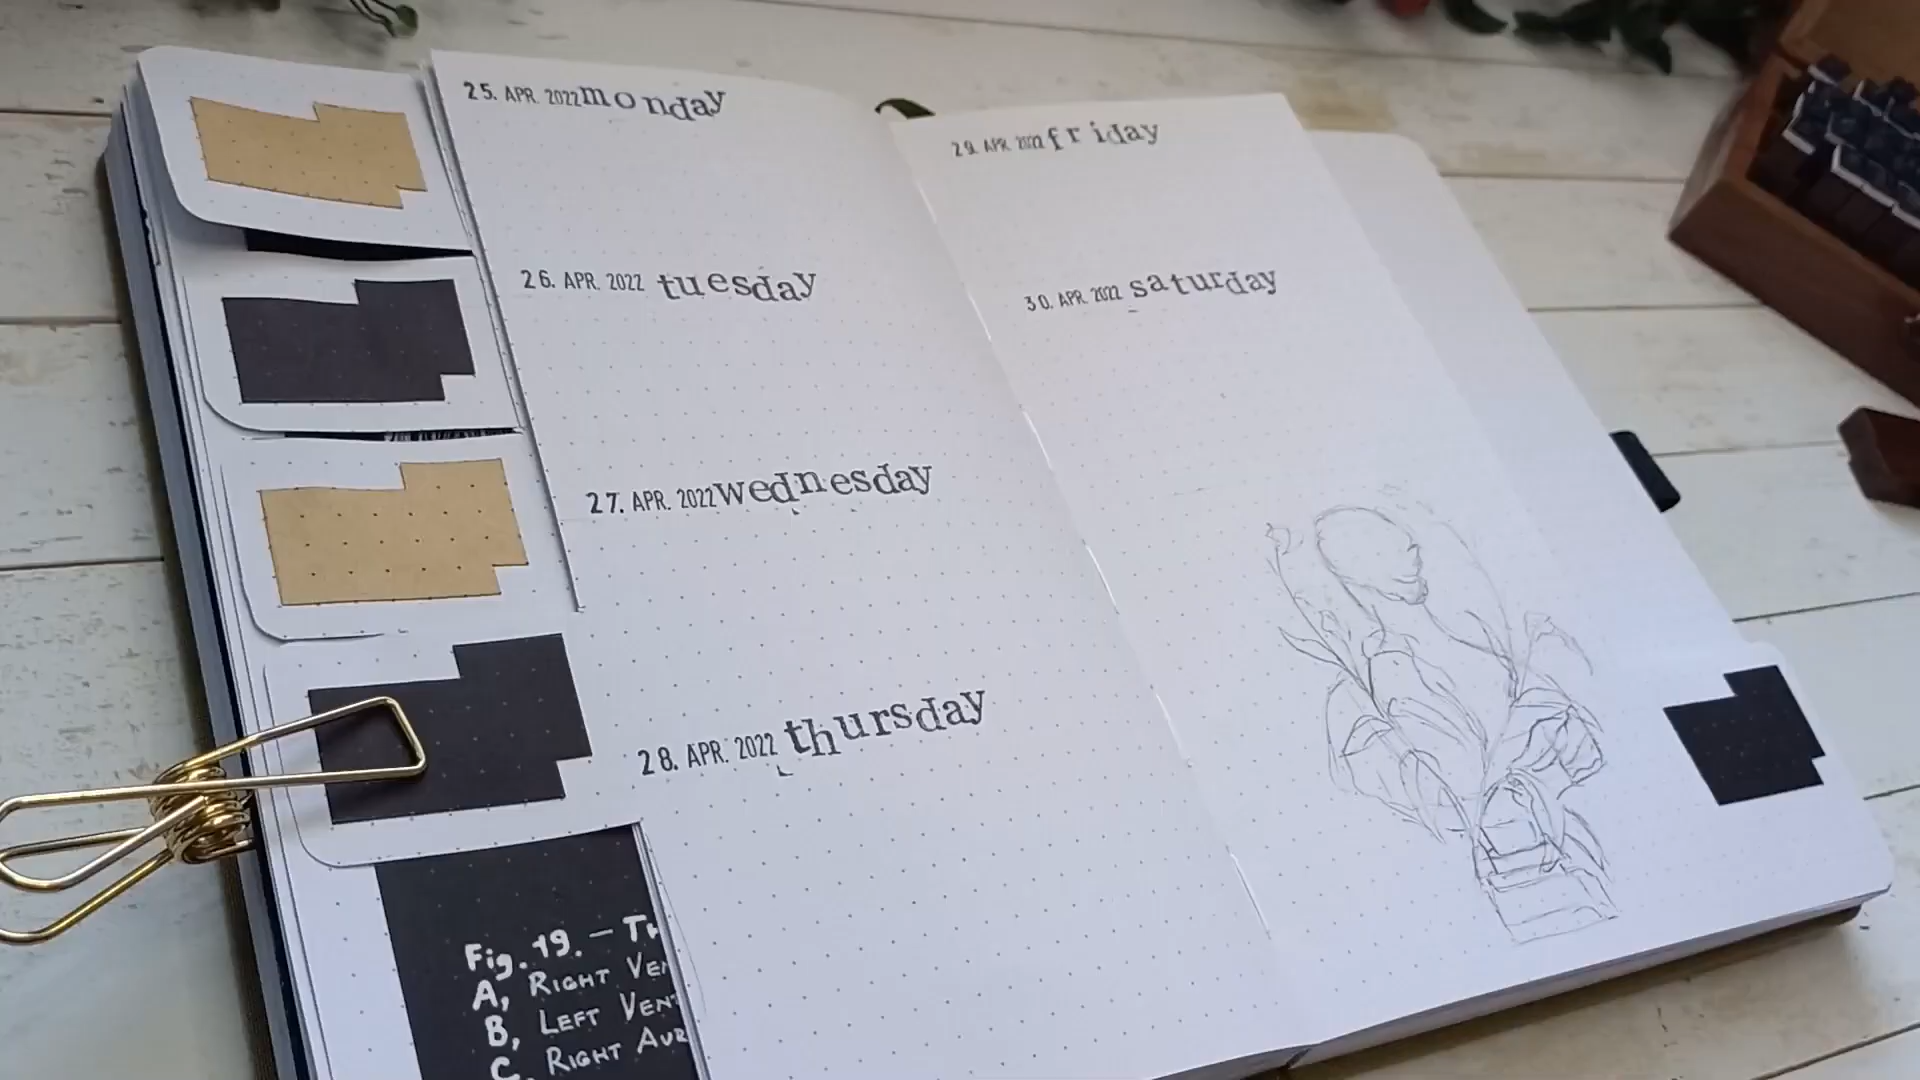 25. APR. 2022 monday
26. APR. 2022 tuesday
27. APR. 2022 wednesday
28. APR. 2022 thursday
29. APR. 2022 friday
30. APR. 2022 saturday
Fig. 19. –
A, RIGHT
B, LEFT
C, RIGHT